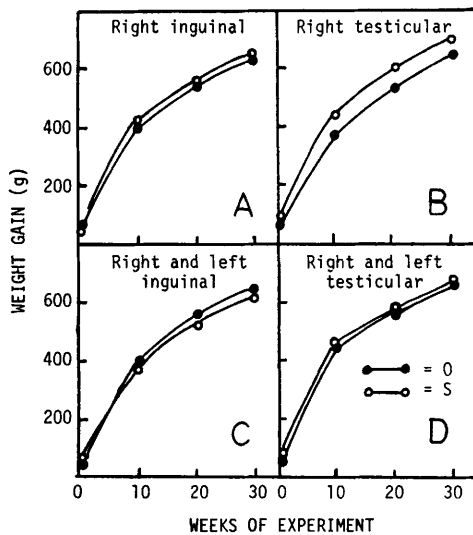 Right inguinal
Right testicular
600
400
200
A
B
WEIGHT GAIN (g)
Right and left
inguinal
Right and left
testicular
600
400
200
= O
= S
C
D
0 10 20 30 0 10 20 30
WEEKS OF EXPERIMENT